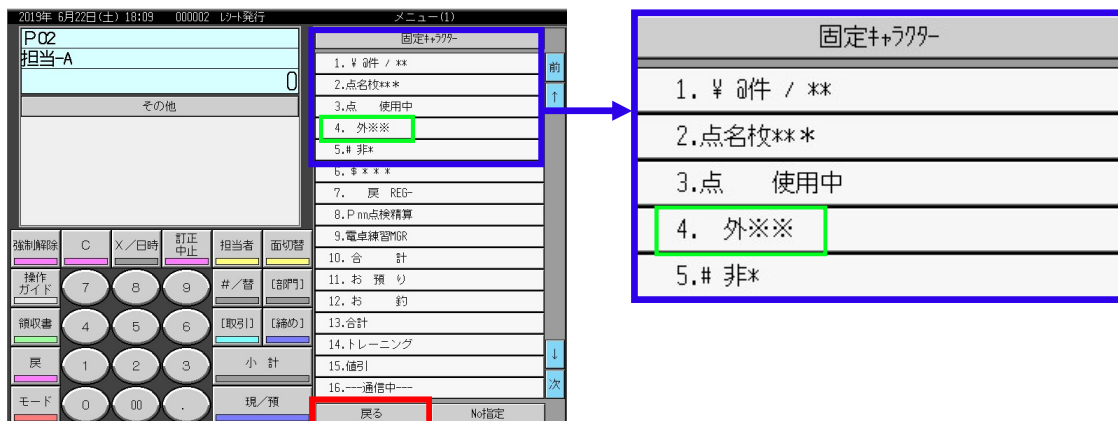 2019年 6月22日(土) 18:09 000002 レシート発行 メニュー(1)
P02
担当-A
0
その他
強制解除 C X/日時 訂正中止 担当者 面切替
操作ガイド 7 8 9 #/替 [部門]
領収書 4 5 6 [取引] [締め]
戻 1 2 3 小 計
モード 0 00 . 現/預
固定キャラクター
1. ¥ @件 / **
2.点名枚***
3.点 使用中
4. 外※※
5.# 非*
6. $ * * *
7. 戻 REG-
8.P nn点検精算
9.電卓練習MGR
10. 合 計
11. お 預 り
12. お 釣
13.合計
14.トレーニング
15.値引
16.---通信中---
前
↑
↓
次
戻る No指定
固定キャラクター
1. ¥ @件 / **
2.点名枚***
3.点 使用中
4. 外※※
5.# 非*